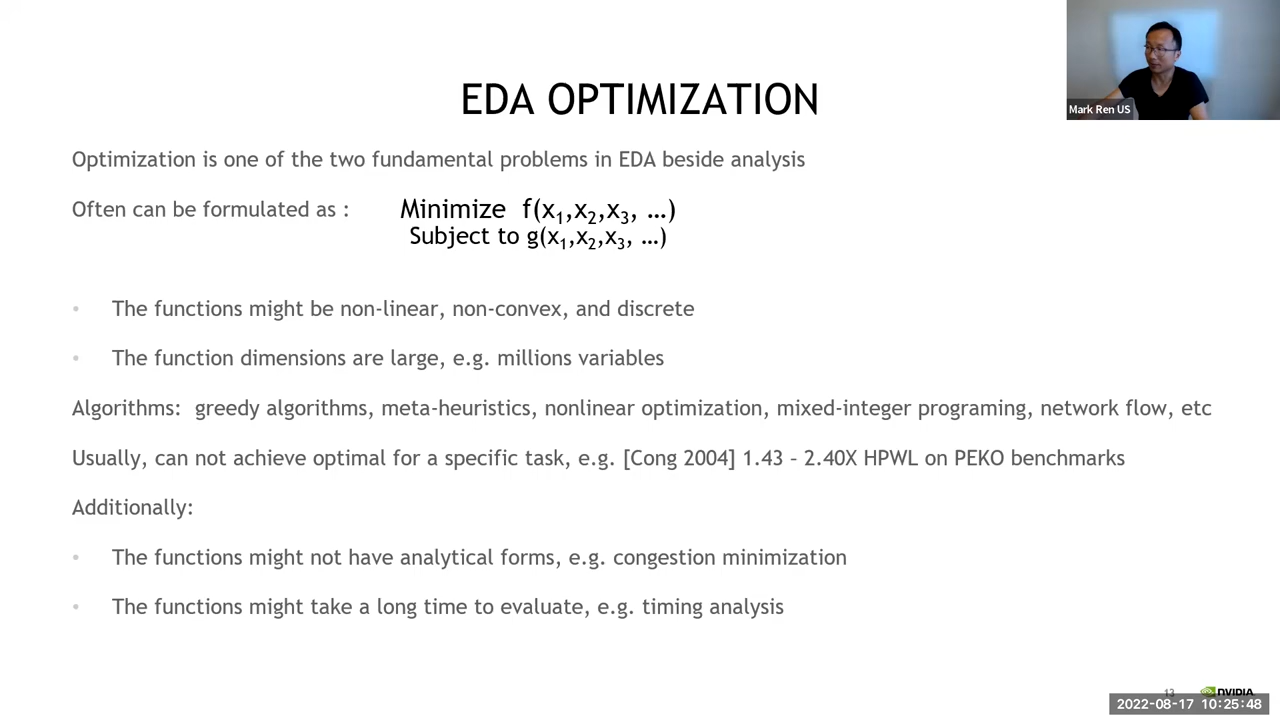 EDA OPTIMIZATION
Mark Ren US
Optimization is one of the two fundamental problems in EDA beside analysis
Often can be formulated as : Minimize f(x1,x2,x3, …)
Subject to g(x1,x2,x3, …)
• The functions might be non-linear, non-convex, and discrete
• The function dimensions are large, e.g. millions variables
Algorithms: greedy algorithms, meta-heuristics, nonlinear optimization, mixed-integer programing, network flow, etc
Usually, can not achieve optimal for a specific task, e.g. [Cong 2004] 1.43 – 2.40X HPWL on PEKO benchmarks
Additionally:
• The functions might not have analytical forms, e.g. congestion minimization
• The functions might take a long time to evaluate, e.g. timing analysis
13 NVIDIA.
2022-08-17 10:25:48